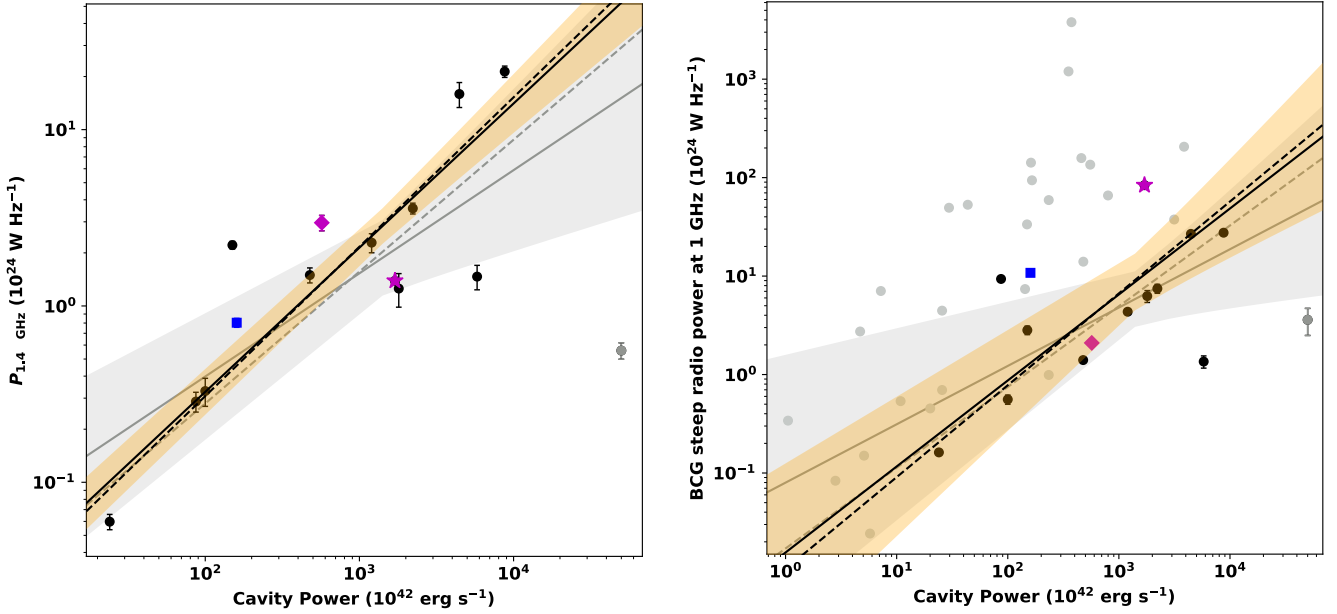 P₁.₄ GHz (10²⁴ W Hz⁻¹)
10¹
10⁰
10⁻¹
10² 10³ 10⁴
Cavity Power (10⁴² erg s⁻¹)
BCG steep radio power at 1 GHz (10²⁴ W Hz⁻¹)
10³
10²
10¹
10⁰
10⁻¹
10⁰ 10¹ 10² 10³ 10⁴
Cavity Power (10⁴² erg s⁻¹)